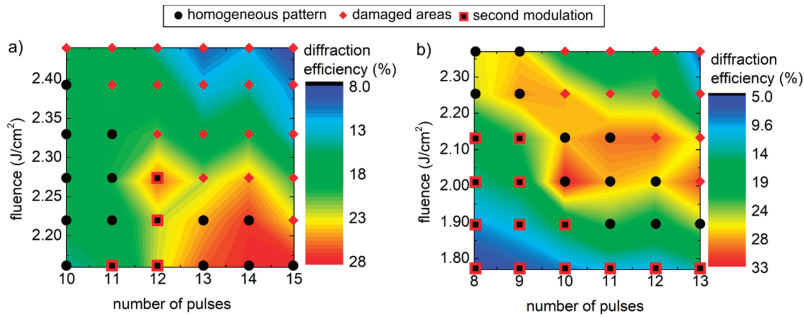 homogeneous pattern damaged areas second modulation
a)
diffraction
efficiency (%)
8.0
13
18
23
28
2.40
2.35
2.30
2.25
2.20
fluence (J/cm²)
10 11 12 13 14 15
number of pulses
b)
diffraction
efficiency (%)
5.0
9.6
14
19
24
28
33
2.30
2.20
2.10
2.00
1.90
1.80
fluence (J/cm²)
8 9 10 11 12 13
number of pulses